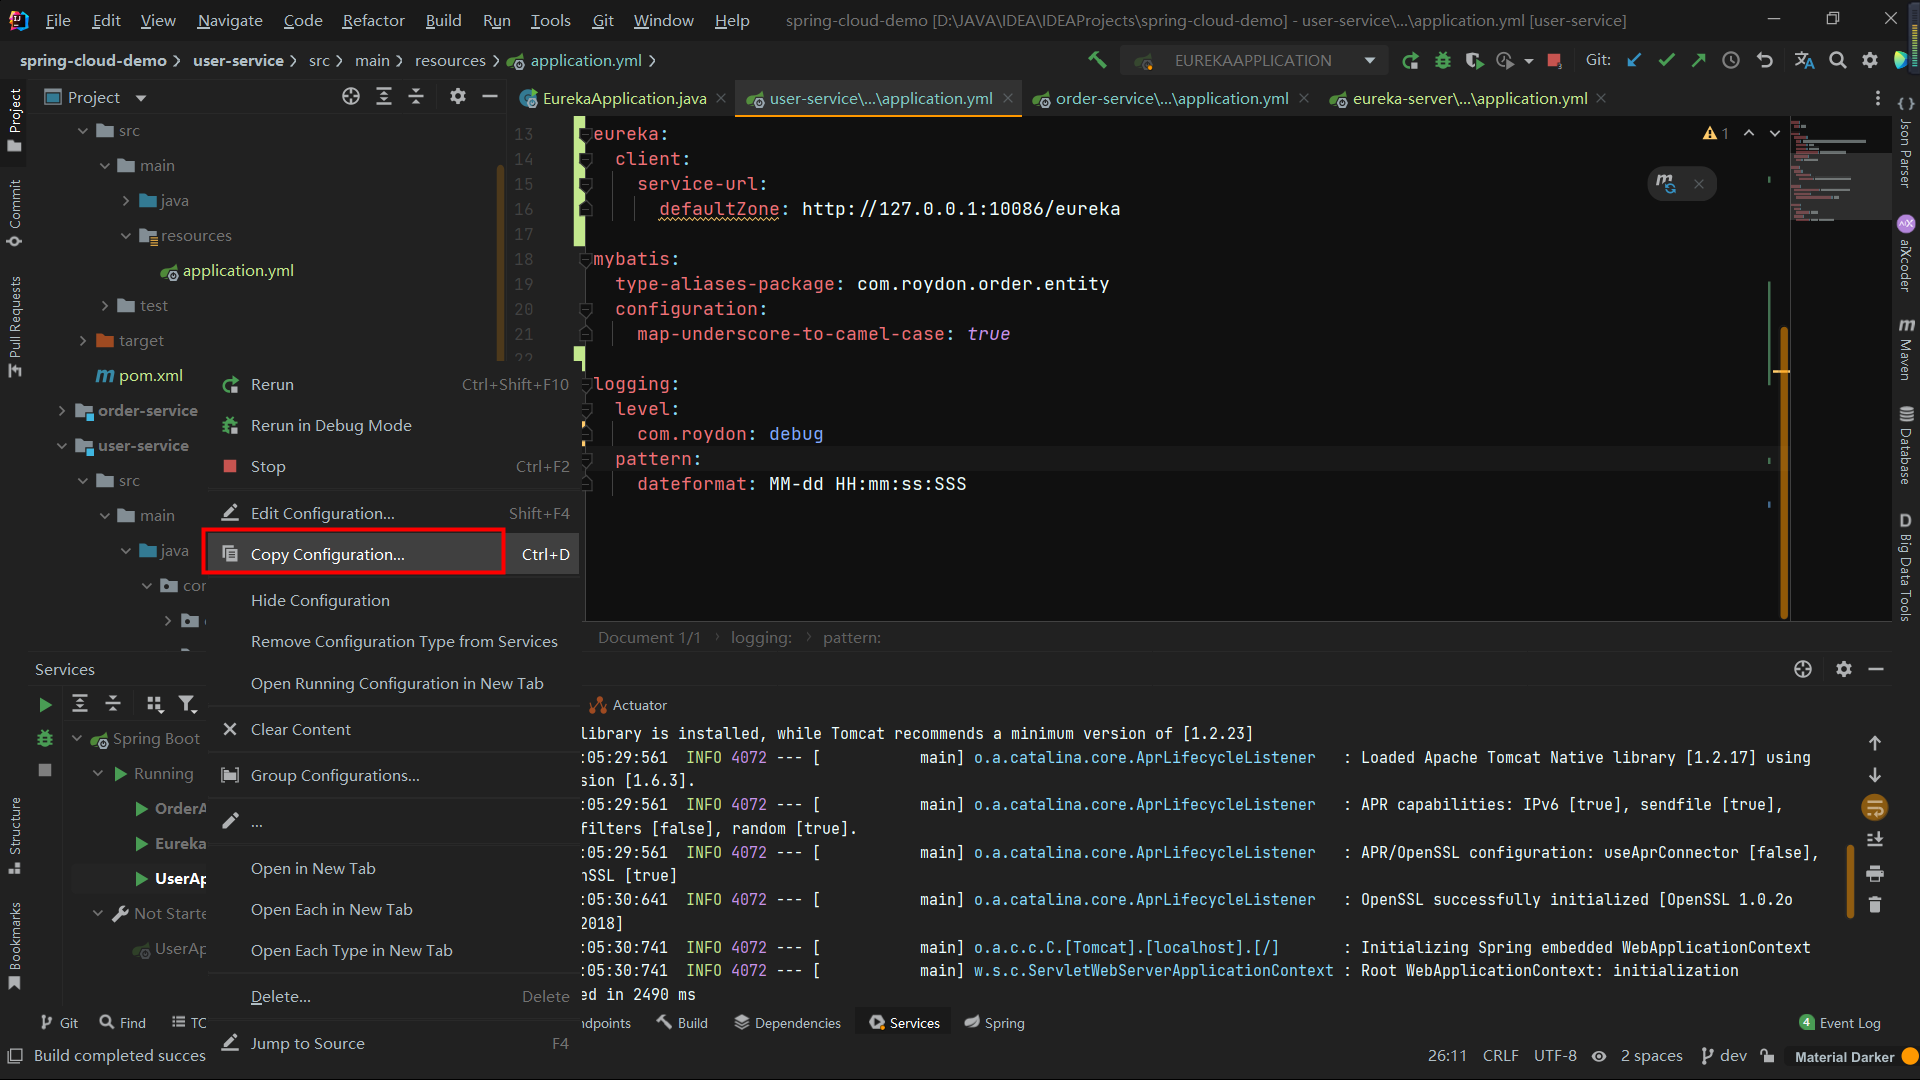 File Edit View Navigate Code Refactor Build Run Tools Git Window Help spring-cloud-demo [D:\JAVA\IDEA\IDEAProjects\spring-cloud-demo] - user-service\...\application.yml [user-service]
spring-cloud-demo user-service src main resources application.yml EUREKAAPPLICATION Git:
Project EurekaApplication.java user-service\...\application.yml order-service\...\application.yml eureka-server\...\application.yml
Project
Commit
Pull Requests
Structure
Bookmarks
src
main
java
resources
application.yml
test
target
pom.xml
order-service
user-service
src
main
java
13 eureka:
14 client:
15 service-url:
16 defaultZone: http://127.0.0.1:10086/eureka
17
18 mybatis:
19 type-aliases-package: com.roydon.order.entity
20 configuration:
21 map-underscore-to-camel-case: true
22
logging:
level:
com.roydon: debug
pattern:
dateformat: MM-dd HH:mm:ss:SSS
1
Document 1/1 logging: pattern:
Json Parser
aiXcoder
Maven
Database
Big Data Tools
Rerun Ctrl+Shift+F10
Rerun in Debug Mode
Stop Ctrl+F2
Edit Configuration... Shift+F4
Copy Configuration... Ctrl+D
Hide Configuration
Remove Configuration Type from Services
Open Running Configuration in New Tab
Clear Content
Group Configurations...
...
Open in New Tab
Open Each in New Tab
Open Each Type in New Tab
Delete... Delete
Jump to Source F4
Services
Spring Boot
Running
OrderA
Eureka
UserAp
Not Starte
UserAp
Actuator
library is installed, while Tomcat recommends a minimum version of [1.2.23]
:05:29:561 INFO 4072 --- [ main] o.a.catalina.core.AprLifecycleListener : Loaded Apache Tomcat Native library [1.2.17] using
sion [1.6.3].
:05:29:561 INFO 4072 --- [ main] o.a.catalina.core.AprLifecycleListener : APR capabilities: IPv6 [true], sendfile [true],
filters [false], random [true].
:05:29:561 INFO 4072 --- [ main] o.a.catalina.core.AprLifecycleListener : APR/OpenSSL configuration: useAprConnector [false],
nSSL [true]
:05:30:641 INFO 4072 --- [ main] o.a.catalina.core.AprLifecycleListener : OpenSSL successfully initialized [OpenSSL 1.0.2o
2018]
:05:30:741 INFO 4072 --- [ main] o.a.c.c.C.[Tomcat].[localhost].[/] : Initializing Spring embedded WebApplicationContext
:05:30:741 INFO 4072 --- [ main] w.s.c.ServletWebServerApplicationContext : Root WebApplicationContext: initialization
ed in 2490 ms
Git Find TO ndpoints Build Dependencies Services Spring 4 Event Log
Build completed succes 26:11 CRLF UTF-8 2 spaces dev Material Darker